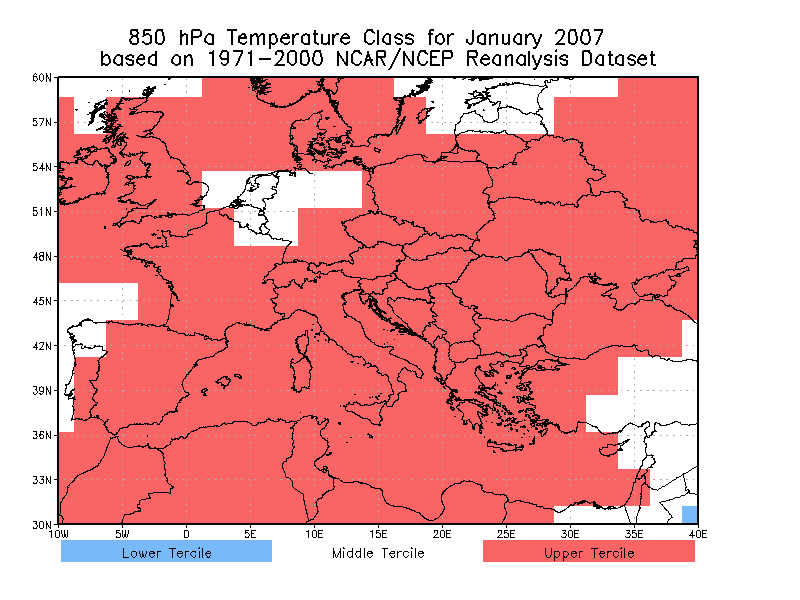 850 hPa Temperature Class for January 2007
based on 1971-2000 NCAR/NCEP Reanalysis Dataset
60N
57N
54N
51N
48N
45N
42N
39N
36N
33N
30N
10W 5W 0 5E 10E 15E 20E 25E 30E 35E 40E
Lower Tercile Middle Tercile Upper Tercile